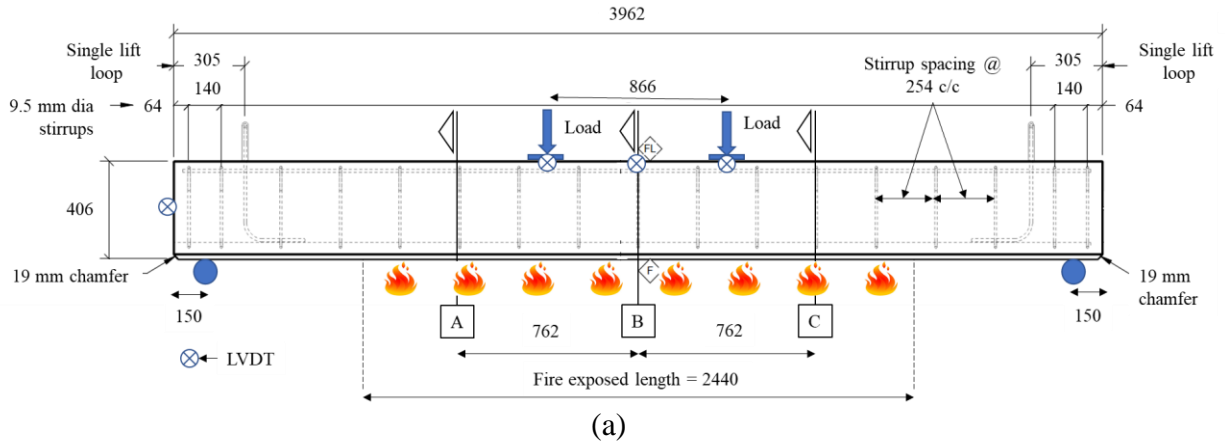 3962
Single lift
loop
305
Stirrup spacing @
254 c/c
305
Single lift
loop
9.5 mm dia
stirrups
64
140
866
140
64
Load
Load
FL
406
19 mm chamfer
F
19 mm
chamfer
150
A
B
C
150
762
762
LVDT
Fire exposed length = 2440
(a)